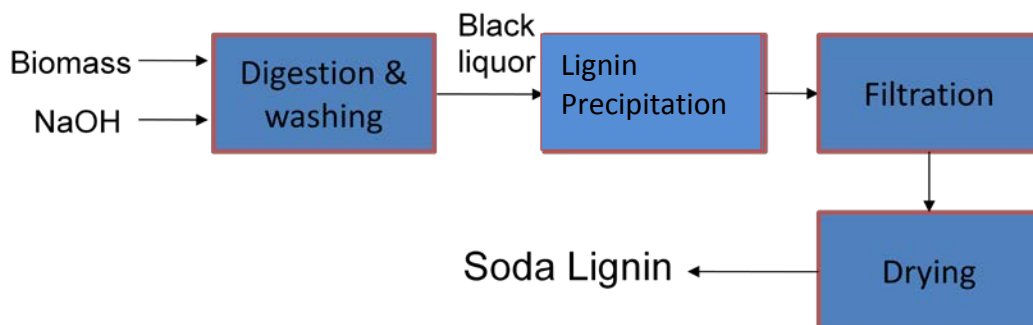 Biomass
NaOH
Digestion &
washing
Black
liquor
Lignin
Precipitation
Filtration
Drying
Soda Lignin